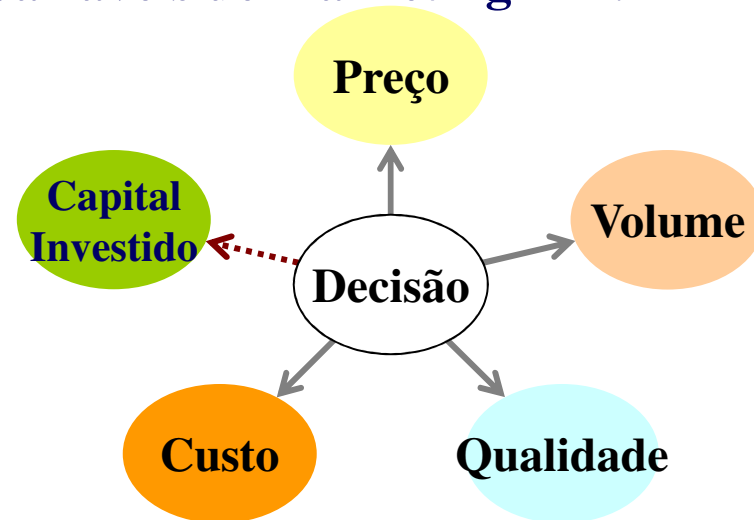 Preço
Capital
Investido
Volume
Decisão
Custo
Qualidade